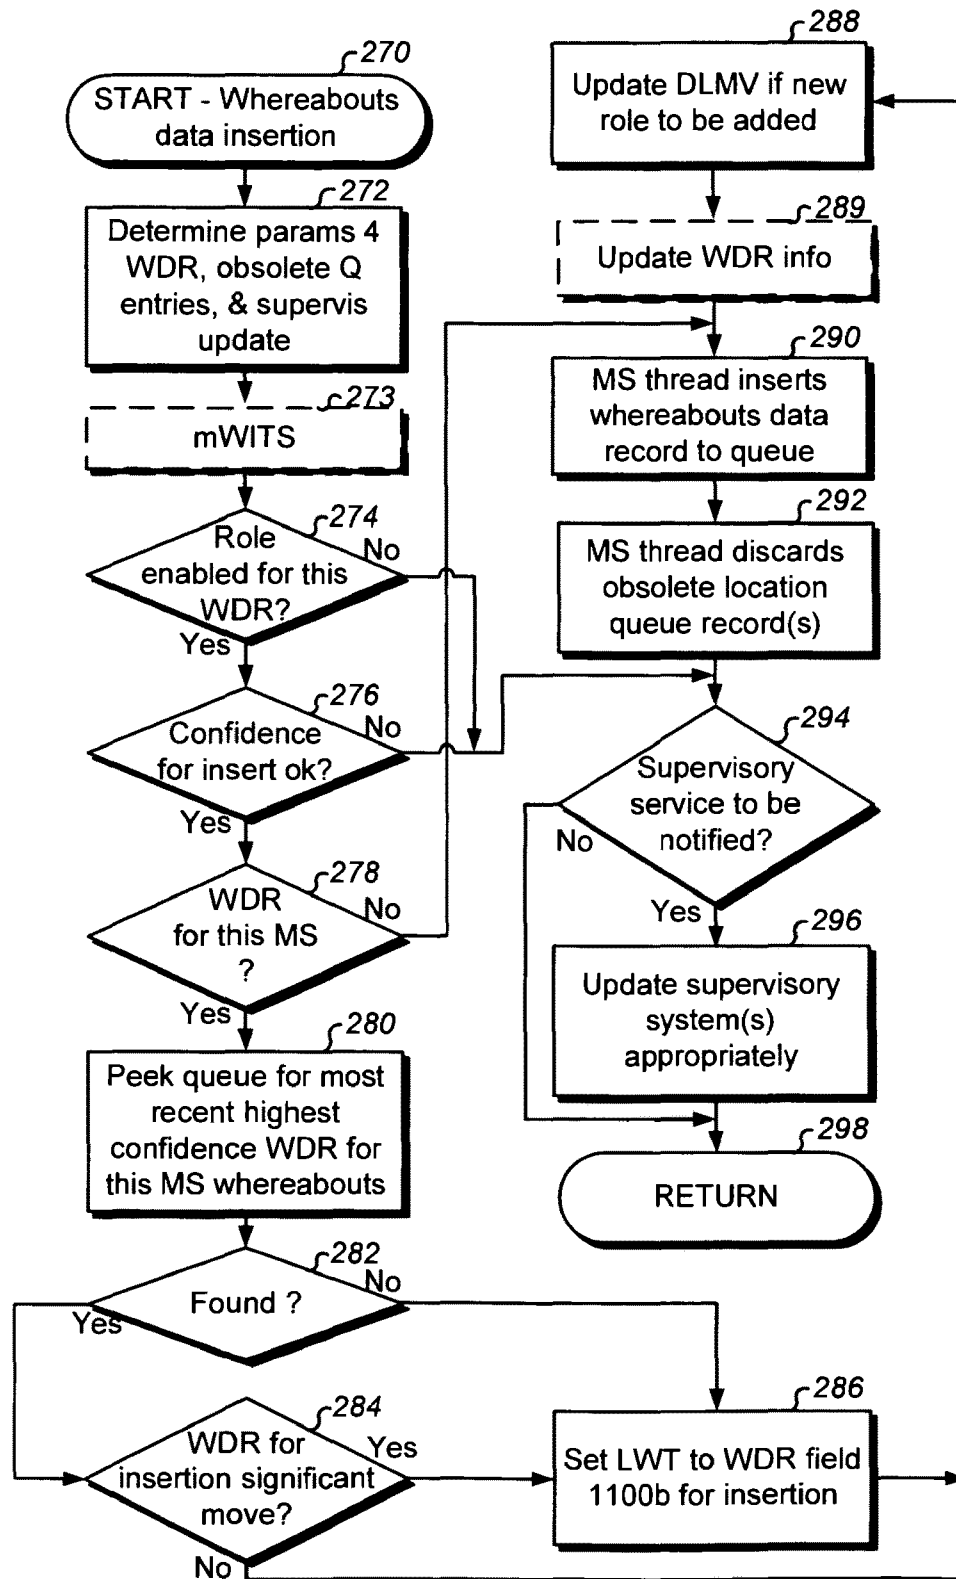 270
START - Whereabouts
data insertion
272
Determine params 4
WDR, obsolete Q
entries, & supervis
update
273
mWITS
274
Role
enabled for this
WDR?
No
Yes
276
Confidence
for insert ok?
No
Yes
278
WDR
for this MS
?
No
Yes
280
Peek queue for most
recent highest
confidence WDR for
this MS whereabouts
282
Found ?
No
Yes
284
WDR for
insertion significant
move?
Yes
No
286
Set LWT to WDR field
1100b for insertion
288
Update DLMV if new
role to be added
289
Update WDR info
290
MS thread inserts
whereabouts data
record to queue
292
MS thread discards
obsolete location
queue record(s)
294
Supervisory
service to be
notified?
No
Yes
296
Update supervisory
system(s)
appropriately
298
RETURN